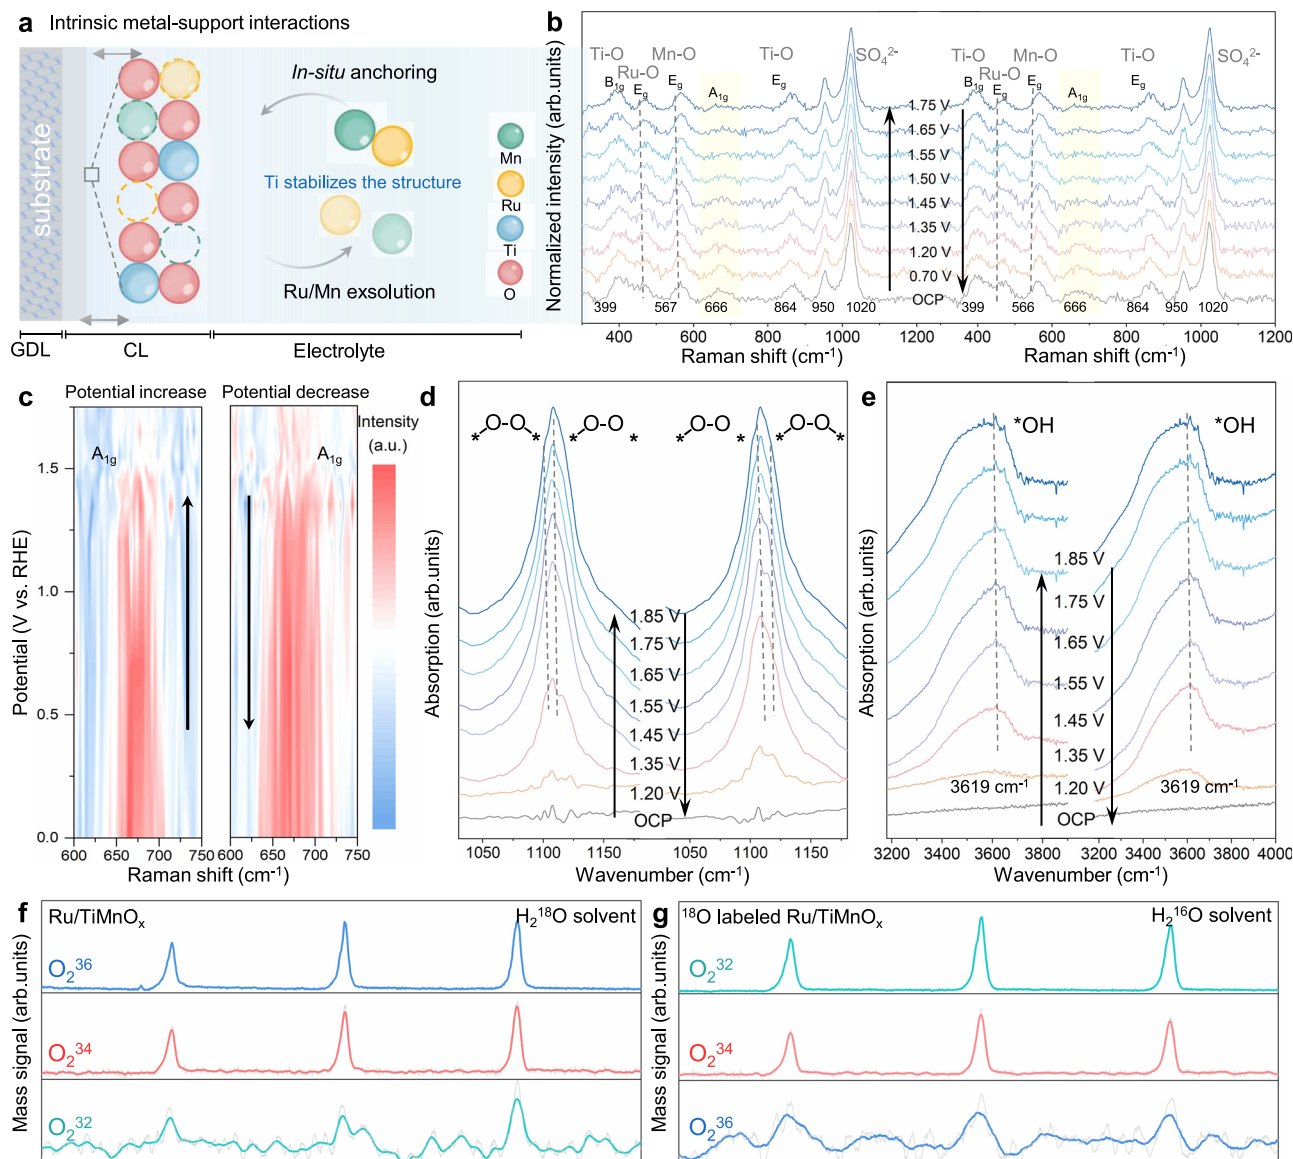 a Intrinsic metal-support interactions
substrate
In-situ anchoring
Ti stabilizes the structure
Ru/Mn exsolution
Mn
Ru
Ti
O
GDL
CL
Electrolyte
b
Normalized intensity (arb.units)
Ti-O
Ru-O
Mn-O
Ti-O
SO₄²⁻
Ti-O
Ru-O
Mn-O
Ti-O
SO₄²⁻
B₁g
Eg
Eg
A₁g
Eg
B₁g
Eg
Eg
A₁g
Eg
1.75 V
1.65 V
1.55 V
1.50 V
1.45 V
1.35 V
1.20 V
0.70 V
OCP
399
567
666
864
950
1020
399
566
666
864
950
1020
400 600 800 1000 1200 400 600 800 1000 1200
Raman shift (cm⁻¹)
Raman shift (cm⁻¹)
c
Potential increase
Potential decrease
Intensity
(a.u.)
A₁g
A₁g
Potential (V vs. RHE)
1.5
1.0
0.5
0.0
600 650 700 750 600 650 700 750
Raman shift (cm⁻¹)
d
*O-O*
*O-O *
*O-O *
*O-O*
Absorption (arb.units)
1.85 V
1.75 V
1.65 V
1.55 V
1.45 V
1.35 V
1.20 V
OCP
1050 1100 1150 1050 1100 1150
Wavenumber (cm⁻¹)
e
*OH
*OH
Absorption (arb.units)
1.85 V
1.75 V
1.65 V
1.55 V
1.45 V
1.35 V
1.20 V
OCP
3619 cm⁻¹
3619 cm⁻¹
3200 3400 3600 3800 3200 3400 3600 3800 4000
Wavenumber (cm⁻¹)
f
Ru/TiMnOₓ
H₂¹⁸O solvent
Mass signal (arb.units)
O₂³⁶
O₂³⁴
O₂³²
g
¹⁸O labeled Ru/TiMnOₓ
H₂¹⁶O solvent
Mass signal (arb.units)
O₂³²
O₂³⁴
O₂³⁶